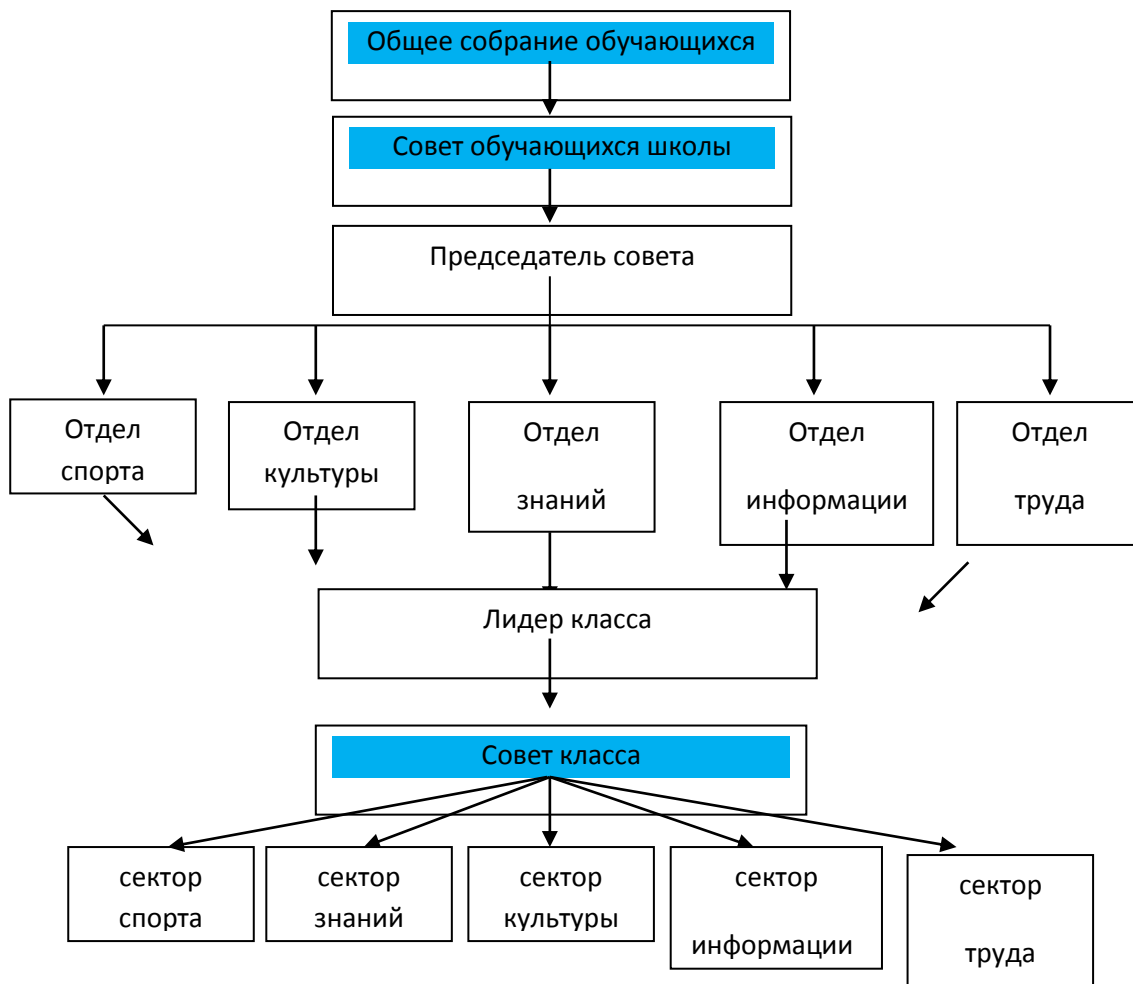 Общее собрание обучающихся
Совет обучающихся школы
Председатель совета
Отдел
спорта
Отдел
культуры
Отдел
знаний
Отдел
информации
Отдел
труда
Лидер класса
Совет класса
сектор
спорта
сектор
знаний
сектор
культуры
сектор
информации
сектор
труда